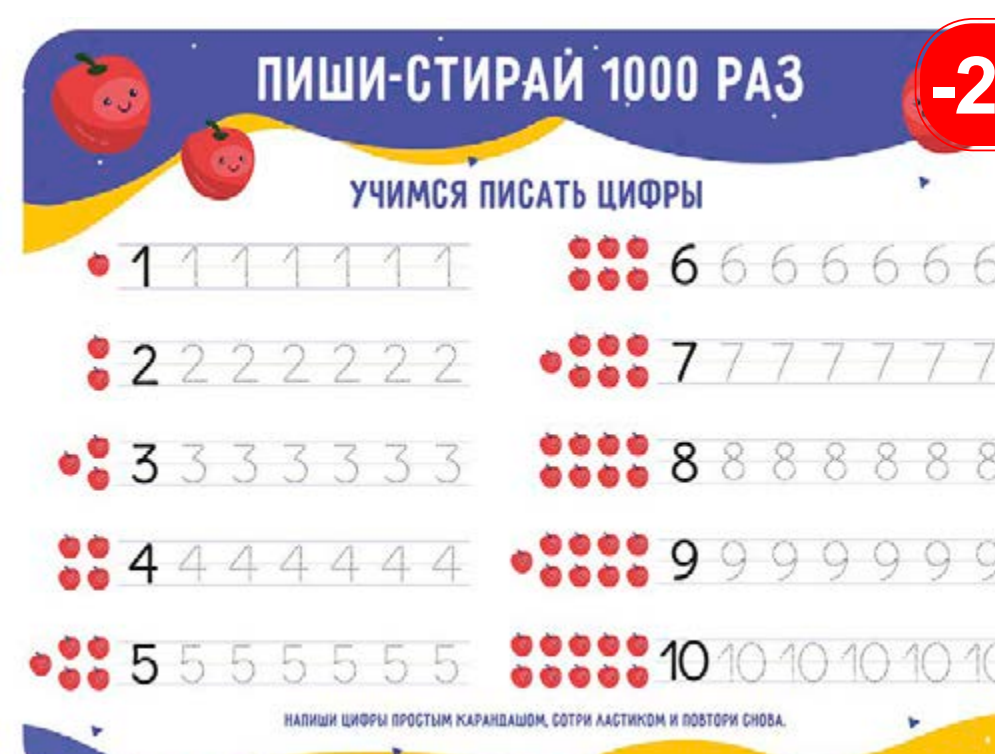 ПИШИ-СТИРАЙ 1000 РАЗ
-2
УЧИМСЯ ПИСАТЬ ЦИФРЫ
1 1 1 1 1 1 1
6 6 6 6 6 6 6
2 2 2 2 2 2 2
7 7 7 7 7 7 7
3 3 3 3 3 3 3
8 8 8 8 8 8 8
4 4 4 4 4 4 4
9 9 9 9 9 9 9
5 5 5 5 5 5 5
10 10 10 10 10 10
НАПИШИ ЦИФРЫ ПРОСТЫМ КАРАНДАШОМ, СОТРИ ЛАСТИКОМ И ПОВТОРИ СНОВА.